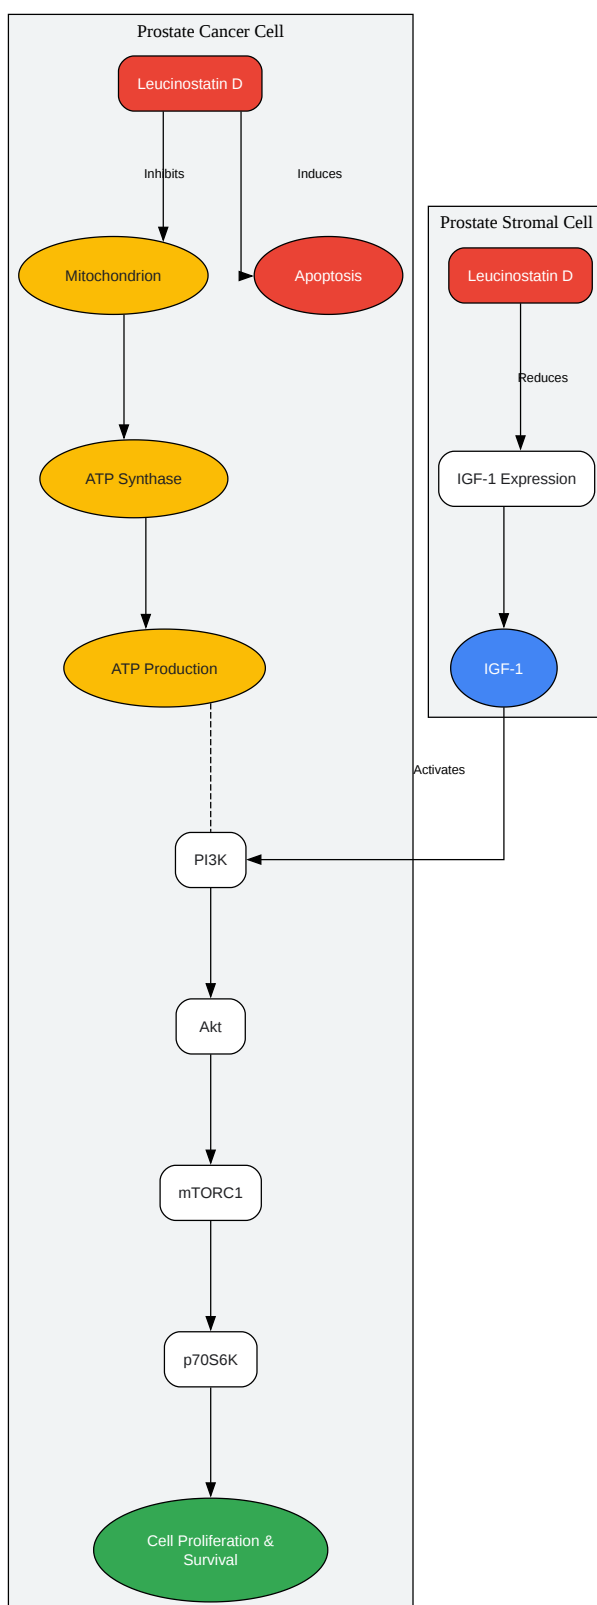 Prostate Cancer Cell
Leucinostatin D
Inhibits
Induces
Mitochondrion
Apoptosis
ATP Synthase
ATP Production
Prostate Stromal Cell
Leucinostatin D
Reduces
IGF-1 Expression
IGF-1
Activates
PI3K
Akt
mTORC1
p70S6K
Cell Proliferation &
Survival